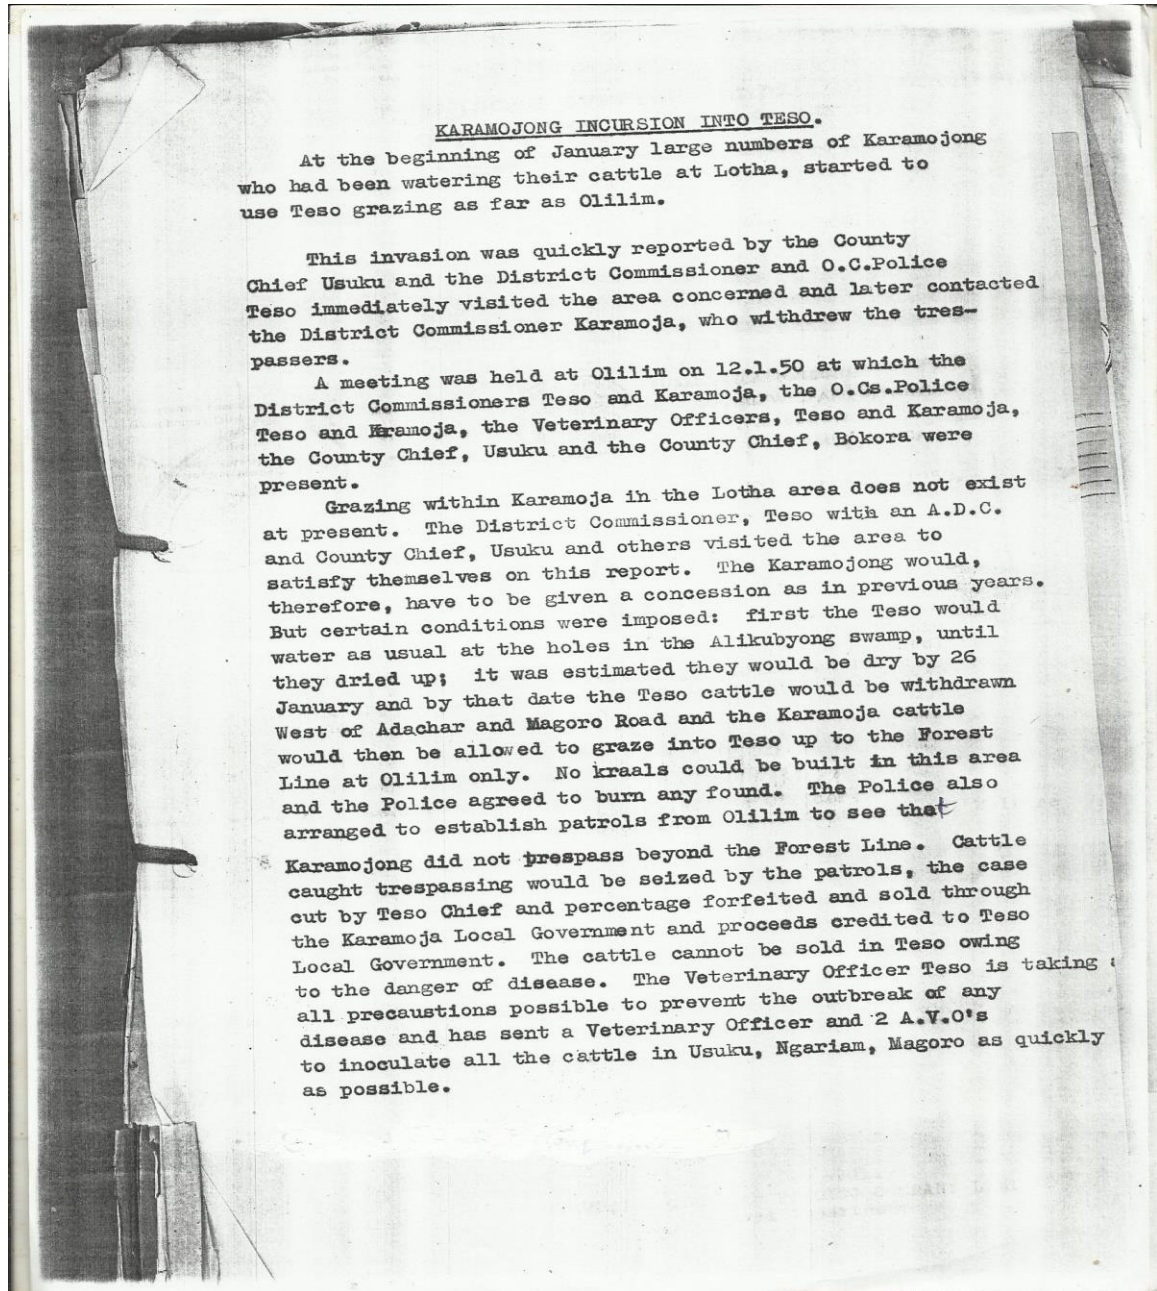 KARAMOJONG INCURSION INTO TESO.
At the beginning of January large numbers of Karamojong
who had been watering their cattle at Lotha, started to
use Teso grazing as far as Olilim.
This invasion was quickly reported by the County
Chief Usuku and the District Commissioner and O.C.Police
Teso immediately visited the area concerned and later contacted
the District Commissioner Karamoja, who withdrew the tres-
passers.
A meeting was held at Olilim on 12.1.50 at which the
District Commissioners Teso and Karamoja, the O.Cs.Police
Teso and Karamoja, the Veterinary Officers, Teso and Karamoja,
the County Chief, Usuku and the County Chief, Bokora were
present.
Grazing within Karamoja in the Lotha area does not exist
at present. The District Commissioner, Teso with an A.D.C.
and County Chief, Usuku and others visited the area to
satisfy themselves on this report. The Karamojong would,
therefore, have to be given a concession as in previous years.
But certain conditions were imposed: first the Teso would
water as usual at the holes in the Alikubyong swamp, until
they dried up; it was estimated they would be dry by 26
January and by that date the Teso cattle would be withdrawn
West of Adachar and Magoro Road and the Karamoja cattle
would then be allowed to graze into Teso up to the Forest
Line at Olilim only. No kraals could be built in this area
and the Police agreed to burn any found. The Police also
arranged to establish patrols from Olilim to see that
Karamojong did not trespass beyond the Forest Line. Cattle
caught trespassing would be seized by the patrols, the case
cut by Teso Chief and percentage forfeited and sold through
the Karamoja Local Government and proceeds credited to Teso
Local Government. The cattle cannot be sold in Teso owing
to the danger of disease. The Veterinary Officer Teso is taking
all precaustions possible to prevent the outbreak of any
disease and has sent a Veterinary Officer and 2 A.V.O's
to inoculate all the cattle in Usuku, Ngariam, Magoro as quickly
as possible.